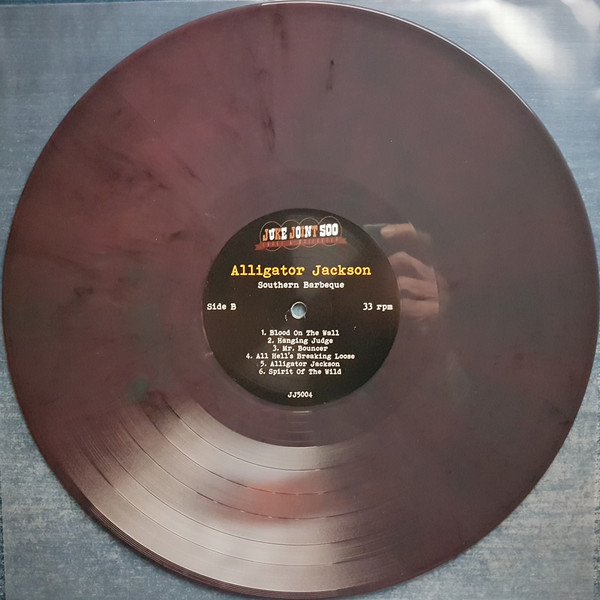 JUKE JOINT 500
Alligator Jackson
Southern Barbeque
Side B
33 rpm
1. Blood On The Wall
2. Hanging Judge
3. Mr. Bouncer
4. All Hell's Breaking Loose
5. Alligator Jackson
6. Spirit Of The Wild
JJ5004